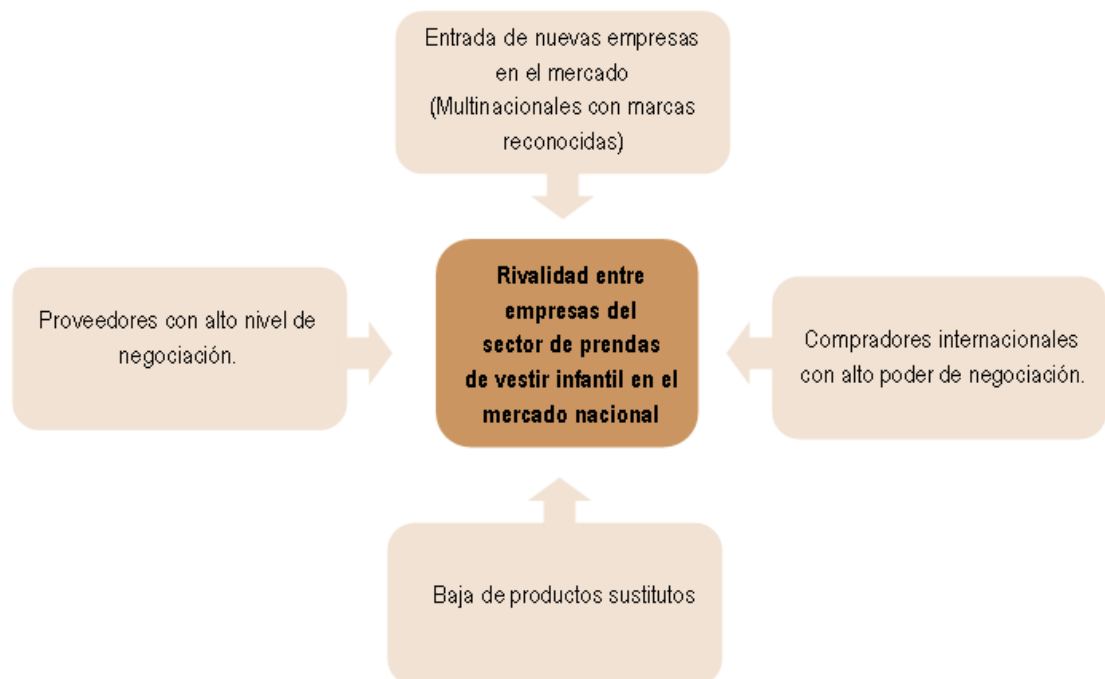 Entrada de nuevas empresas
en el mercado
(Multinacionales con marcas
reconocidas)
Proveedores con alto nivel de
negociación.
Rivalidad entre
empresas del
sector de prendas
de vestir infantil en el
mercado nacional
Compradores internacionales
con alto poder de negociación.
Baja de productos sustitutos